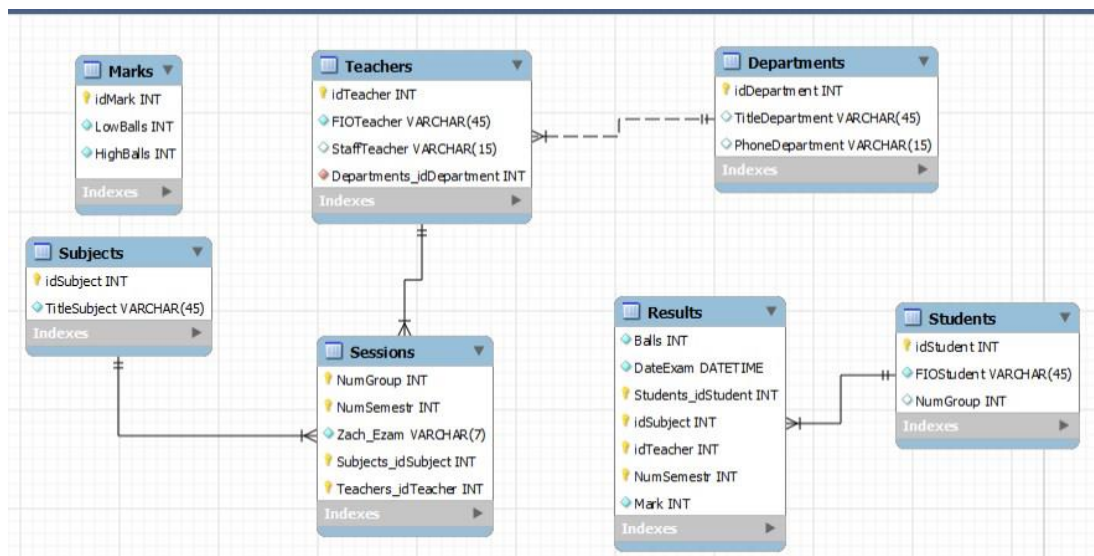 Marks
idMark INT
LowBalls INT
HighBalls INT
Indexes
Teachers
idTeacher INT
FIOTeacher VARCHAR(45)
StaffTeacher VARCHAR(15)
Departments_idDepartment INT
Indexes
Departments
idDepartment INT
TitleDepartment VARCHAR(45)
PhoneDepartment VARCHAR(15)
Indexes
Subjects
idSubject INT
TitleSubject VARCHAR(45)
Indexes
Sessions
NumGroup INT
NumSemestr INT
Zach_Ezam VARCHAR(7)
Subjects_idSubject INT
Teachers_idTeacher INT
Indexes
Results
Balls INT
DateExam DATETIME
Students_idStudent INT
idSubject INT
idTeacher INT
NumSemestr INT
Mark INT
Indexes
Students
idStudent INT
FIOStudent VARCHAR(45)
NumGroup INT
Indexes